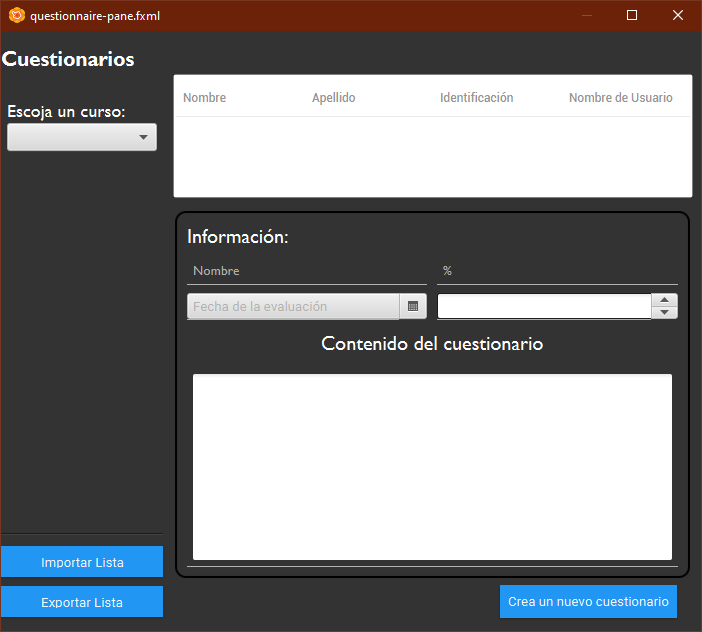 questionnaire-pane.fxml
Cuestionarios
Escoja un curso:
Nombre Apellido Identificación Nombre de Usuario
Información:
Nombre %
Fecha de la evaluación
Contenido del cuestionario
Importar Lista
Exportar Lista
Crea un nuevo cuestionario